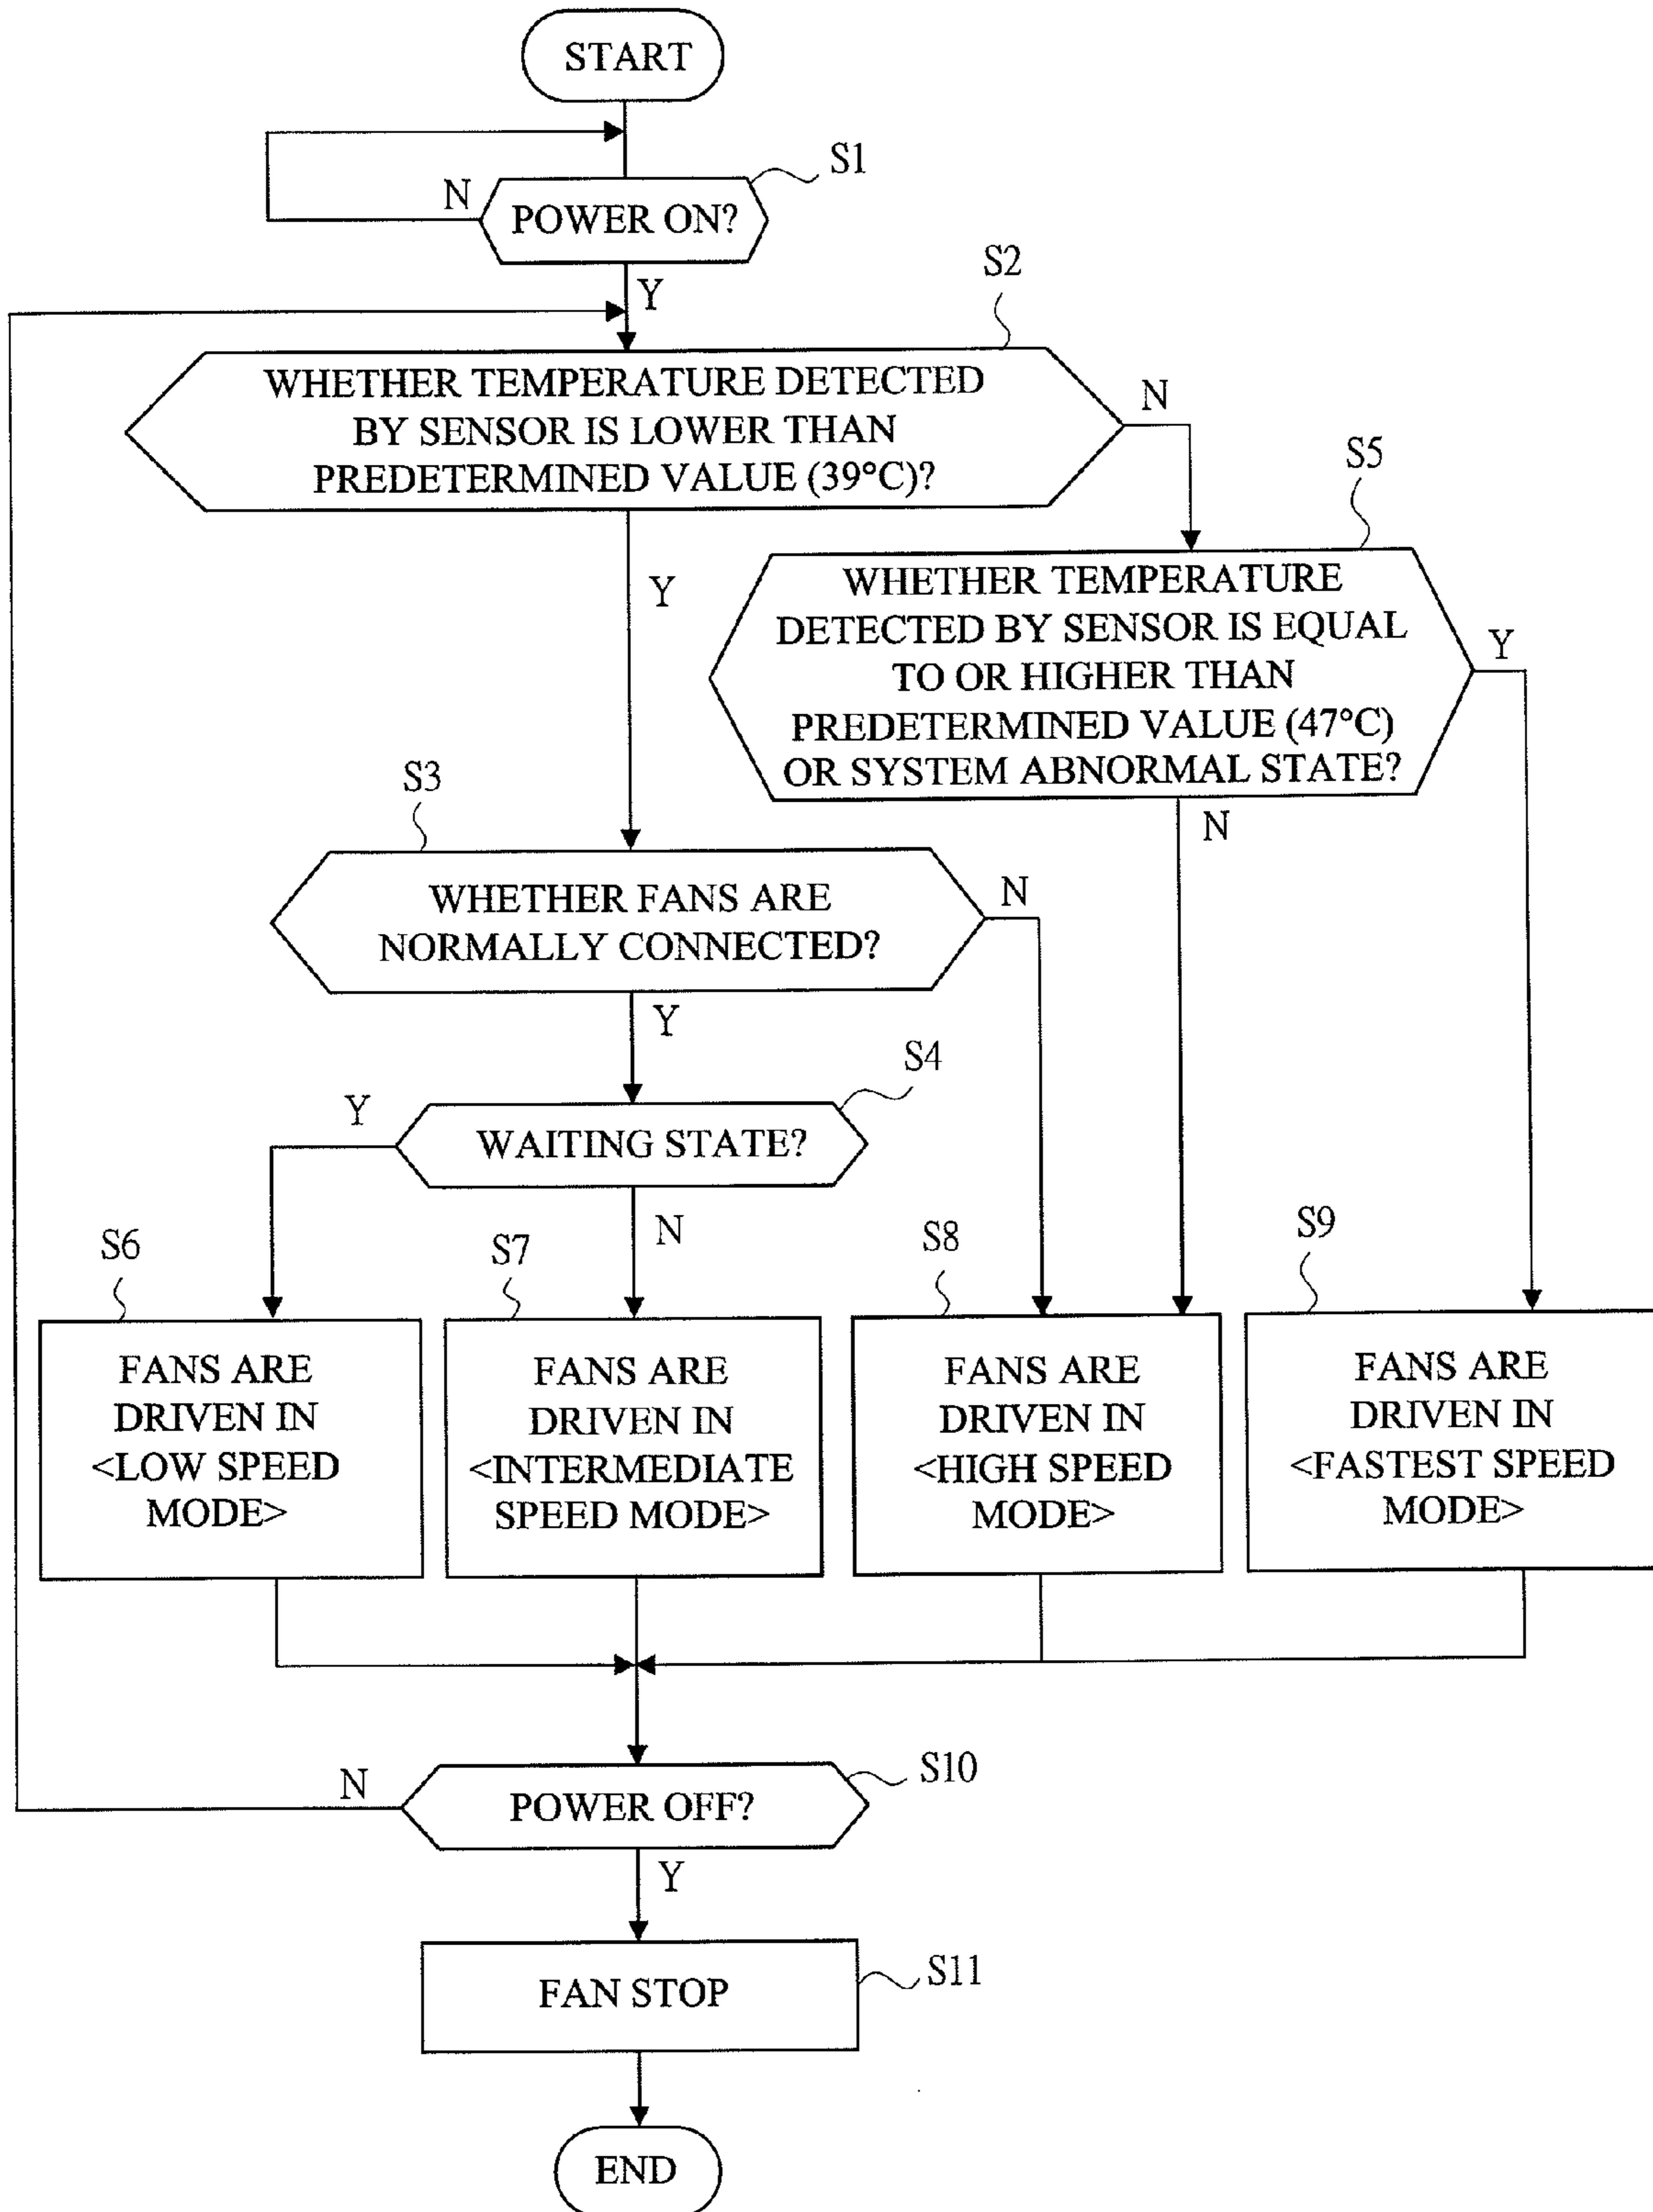 START
S1
N
POWER ON?
Y
S2
WHETHER TEMPERATURE DETECTED
BY SENSOR IS LOWER THAN
PREDETERMINED VALUE (39°C)?
N
Y
S5
WHETHER TEMPERATURE
DETECTED BY SENSOR IS EQUAL
TO OR HIGHER THAN
PREDETERMINED VALUE (47°C)
OR SYSTEM ABNORMAL STATE?
Y
N
S3
WHETHER FANS ARE
NORMALLY CONNECTED?
N
Y
S4
Y
WAITING STATE?
N
S6
FANS ARE
DRIVEN IN
<LOW SPEED
MODE>
S7
FANS ARE
DRIVEN IN
<INTERMEDIATE
SPEED MODE>
S8
FANS ARE
DRIVEN IN
<HIGH SPEED
MODE>
S9
FANS ARE
DRIVEN IN
<FASTEST SPEED
MODE>
N
S10
POWER OFF?
Y
S11
FAN STOP
END